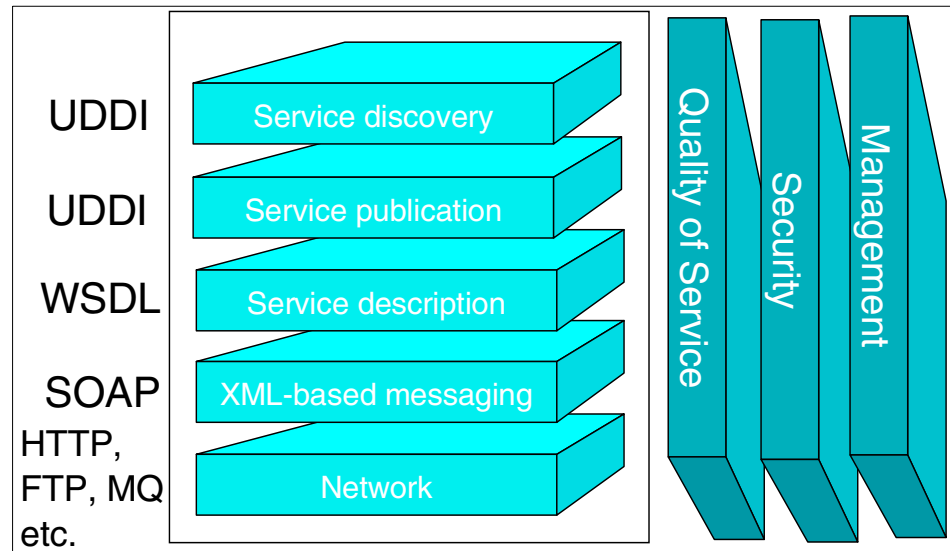 UDDI
Service discovery
UDDI
Service publication
WSDL
Service description
SOAP
XML-based messaging
HTTP,
FTP, MQ
etc.
Network
Quality of Service
Security
Management